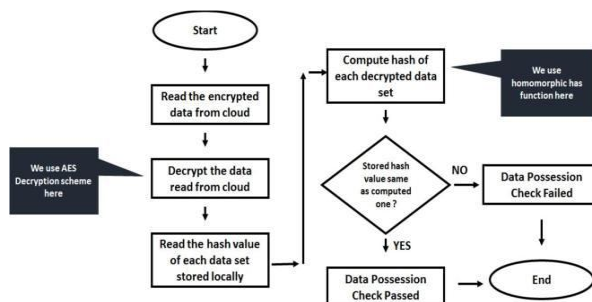 Start
Read the encrypted
data from cloud
We use AES
Decryption scheme
here
Decrypt the data
read from cloud
Read the hash value
of each data set
stored locally
Compute hash of
each decrypted data
set
We use
homomorphic has
function here
Stored hash
value same
as computed
one ?
NO
Data Possession
Check Failed
YES
Data Possession
Check Passed
End